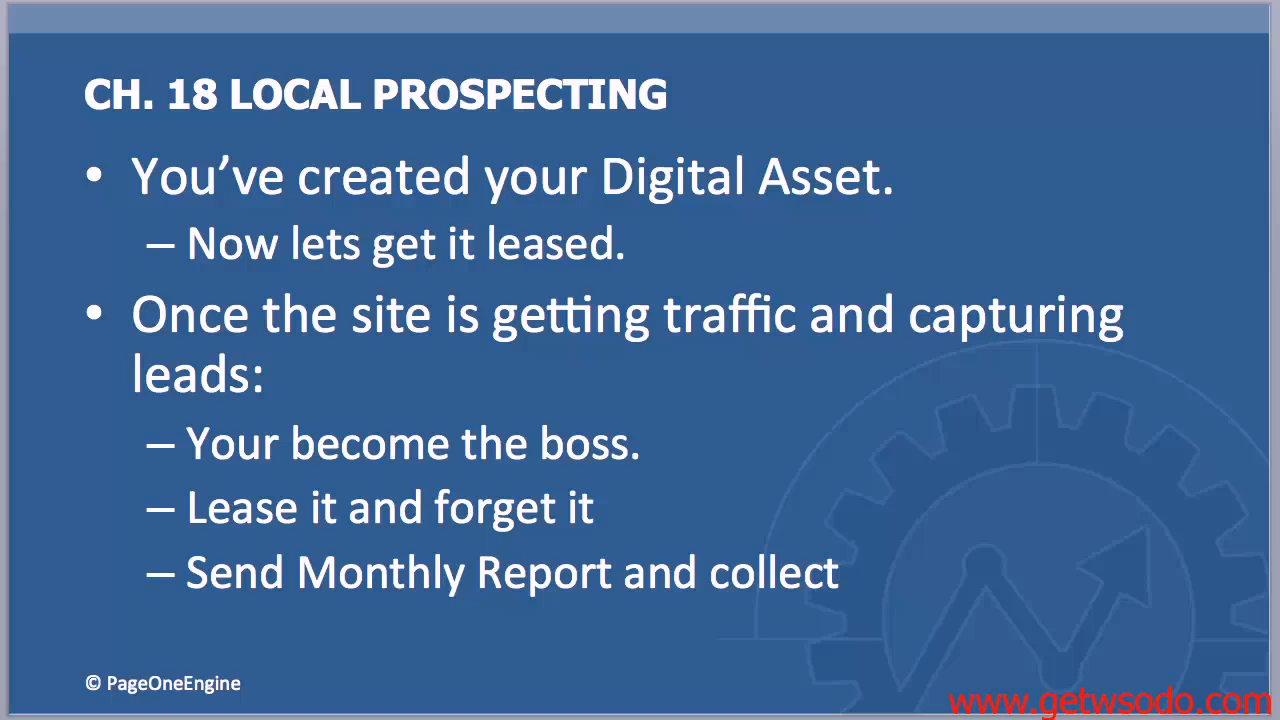 CH. 18 LOCAL PROSPECTING
• You’ve created your Digital Asset.
– Now lets get it leased.
• Once the site is getting traffic and capturing
leads:
– Your become the boss.
– Lease it and forget it
– Send Monthly Report and collect
© PageOneEngine
www.getwsodo.com